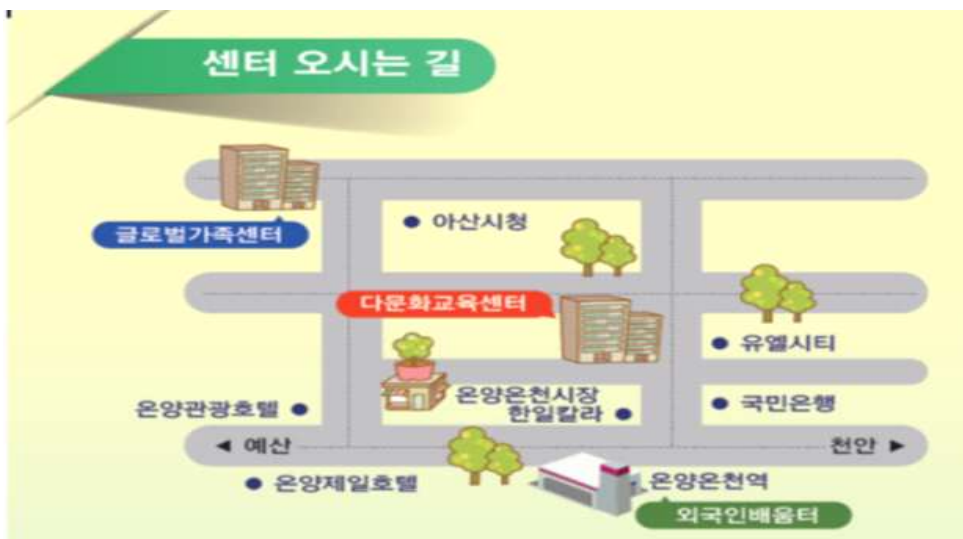 센터 오시는 길
글로벌가족센터
아산시청
다문화교육센터
유엘시티
온양온천시장
한일칼라
온양관광호텔
국민은행
◀ 예산
천안 ▶
온양제일호텔
온양온천역
외국인배움터